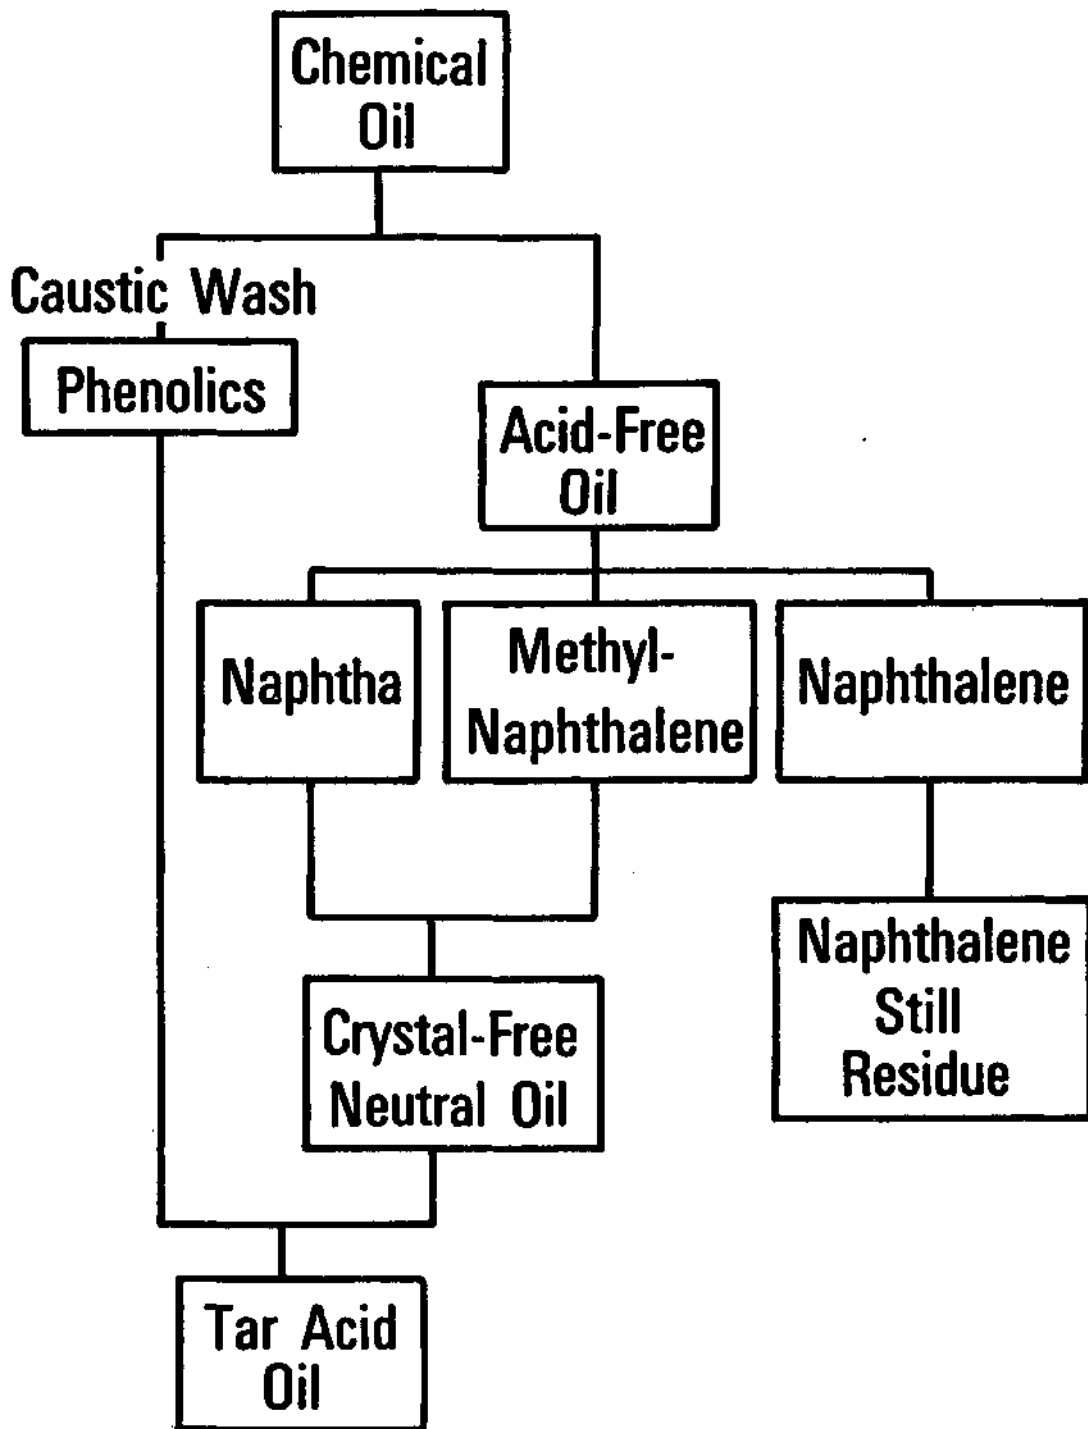 Chemical
Oil
Caustic Wash
Phenolics
Acid-Free
Oil
Naphtha
Methyl-
Naphthalene
Naphthalene
Naphthalene
Still
Residue
Crystal-Free
Neutral Oil
Tar Acid
Oil